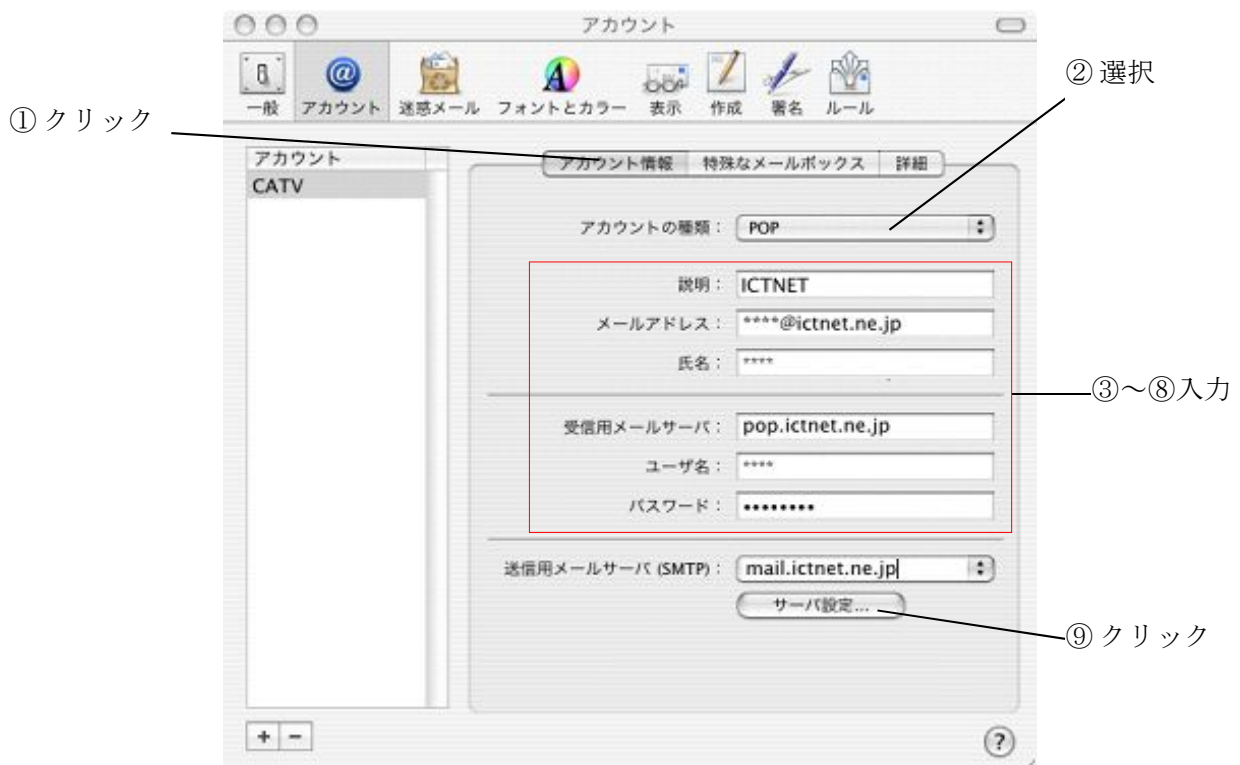 アカウント
一般 アカウント 迷惑メール フォントとカラー 表示 作成 署名 ルール
② 選択
① クリック
アカウント
CATV
アカウント情報 特殊なメールボックス 詳細
アカウントの種類： POP
説明： ICTNET
メールアドレス： ****@ictnet.ne.jp
氏名： ****
③～⑧入力
受信用メールサーバ： pop.ictnet.ne.jp
ユーザ名： ****
パスワード： ••••••••
送信用メールサーバ (SMTP)： mail.ictnet.ne.jp
サーバ設定...
⑨ クリック
+ − ?